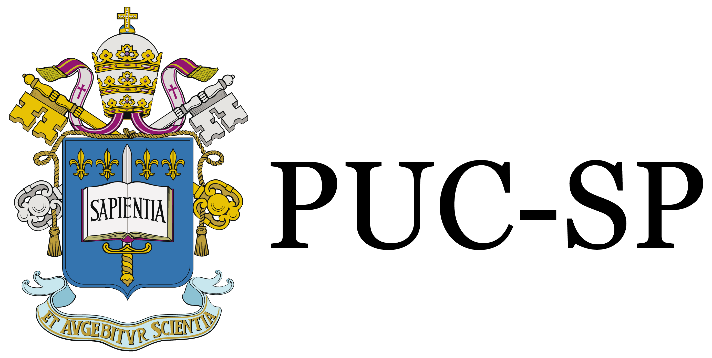 SAPIENTIA
PUC-SP
ET AVGEBITVR SCIENTIA